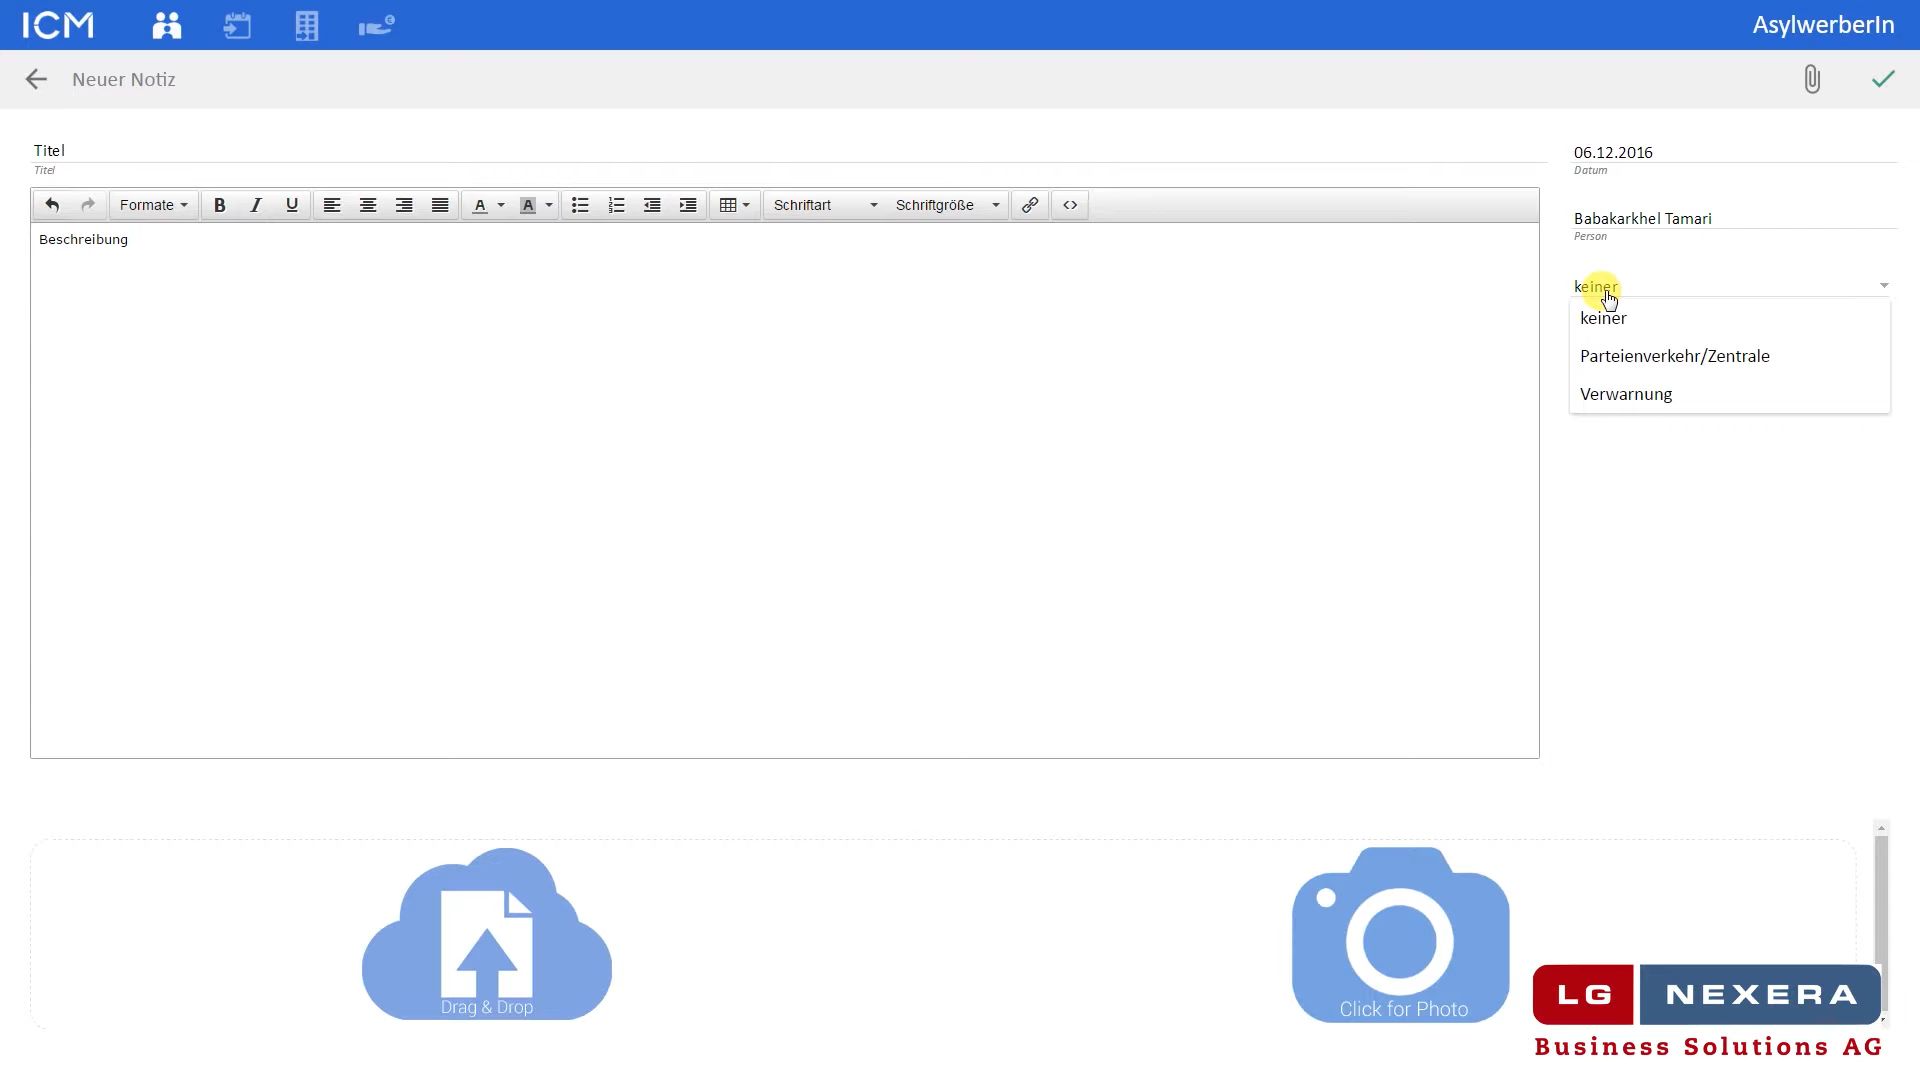 ICM
AsylwerberIn
Neuer Notiz
Titel
Titel
Formate
B I U
A A
Schriftart
Schriftgröße
Beschreibung
06.12.2016
Datum
Babakarkhel Tamari
Person
keiner
keiner
Parteienverkehr/Zentrale
Verwarnung
Drag & Drop
Click for Photo
LG NEXERA
Business Solutions AG